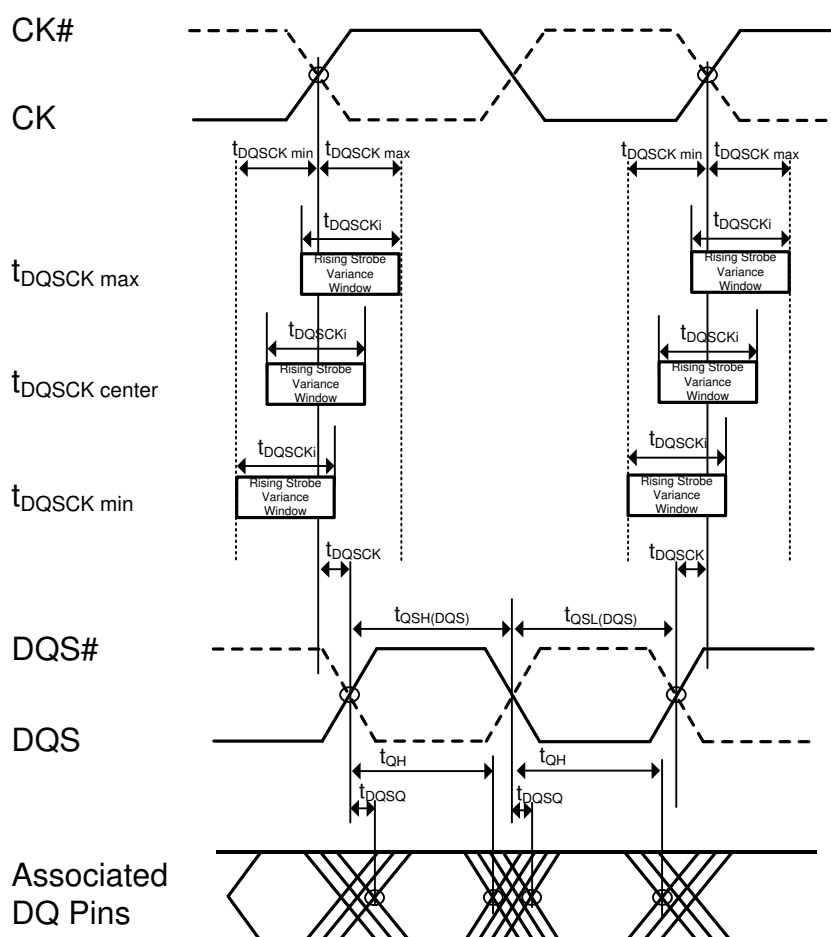 CK#
CK
tDQSCK min tDQSCK max tDQSCK min tDQSCK max
tDQSCKi tDQSCKi
tDQSCK max
Rising Strobe
Variance
Window
Rising Strobe
Variance
Window
tDQSCKi tDQSCKi
tDQSCK center
Rising Strobe
Variance
Window
Rising Strobe
Variance
Window
tDQSCKi tDQSCKi
tDQSCK min
Rising Strobe
Variance
Window
Rising Strobe
Variance
Window
tDQSCK tDQSCK
tQSH(DQS) tQSL(DQS)
DQS#
DQS
tQH tQH
tDQSQ tDQSQ
Associated
DQ Pins